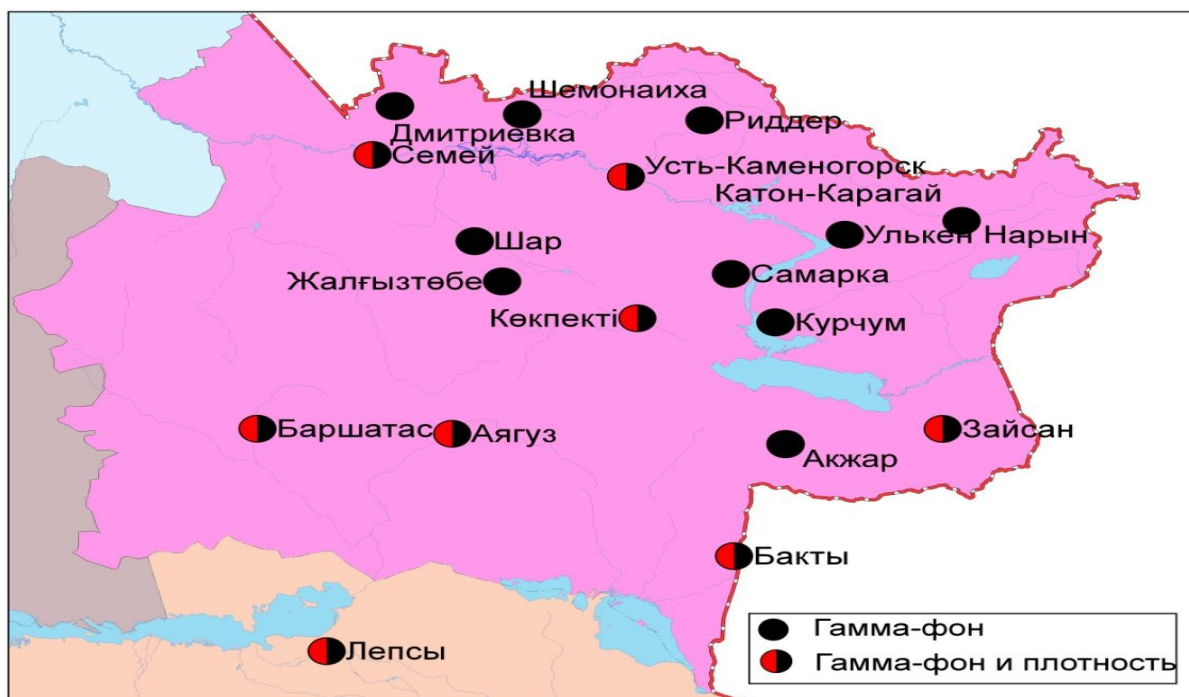 Шемонаиха
Дмитриевка
Риддер
Семей
Усть-Каменогорск
Катон-Карагай
Шар
Улькен Нарын
Жалғызтөбе
Самарка
Көкпекті
Курчум
Баршатас
Аягуз
Зайсан
Акжар
Бакты
Лепсы
Гамма-фон
Гамма-фон и плотность